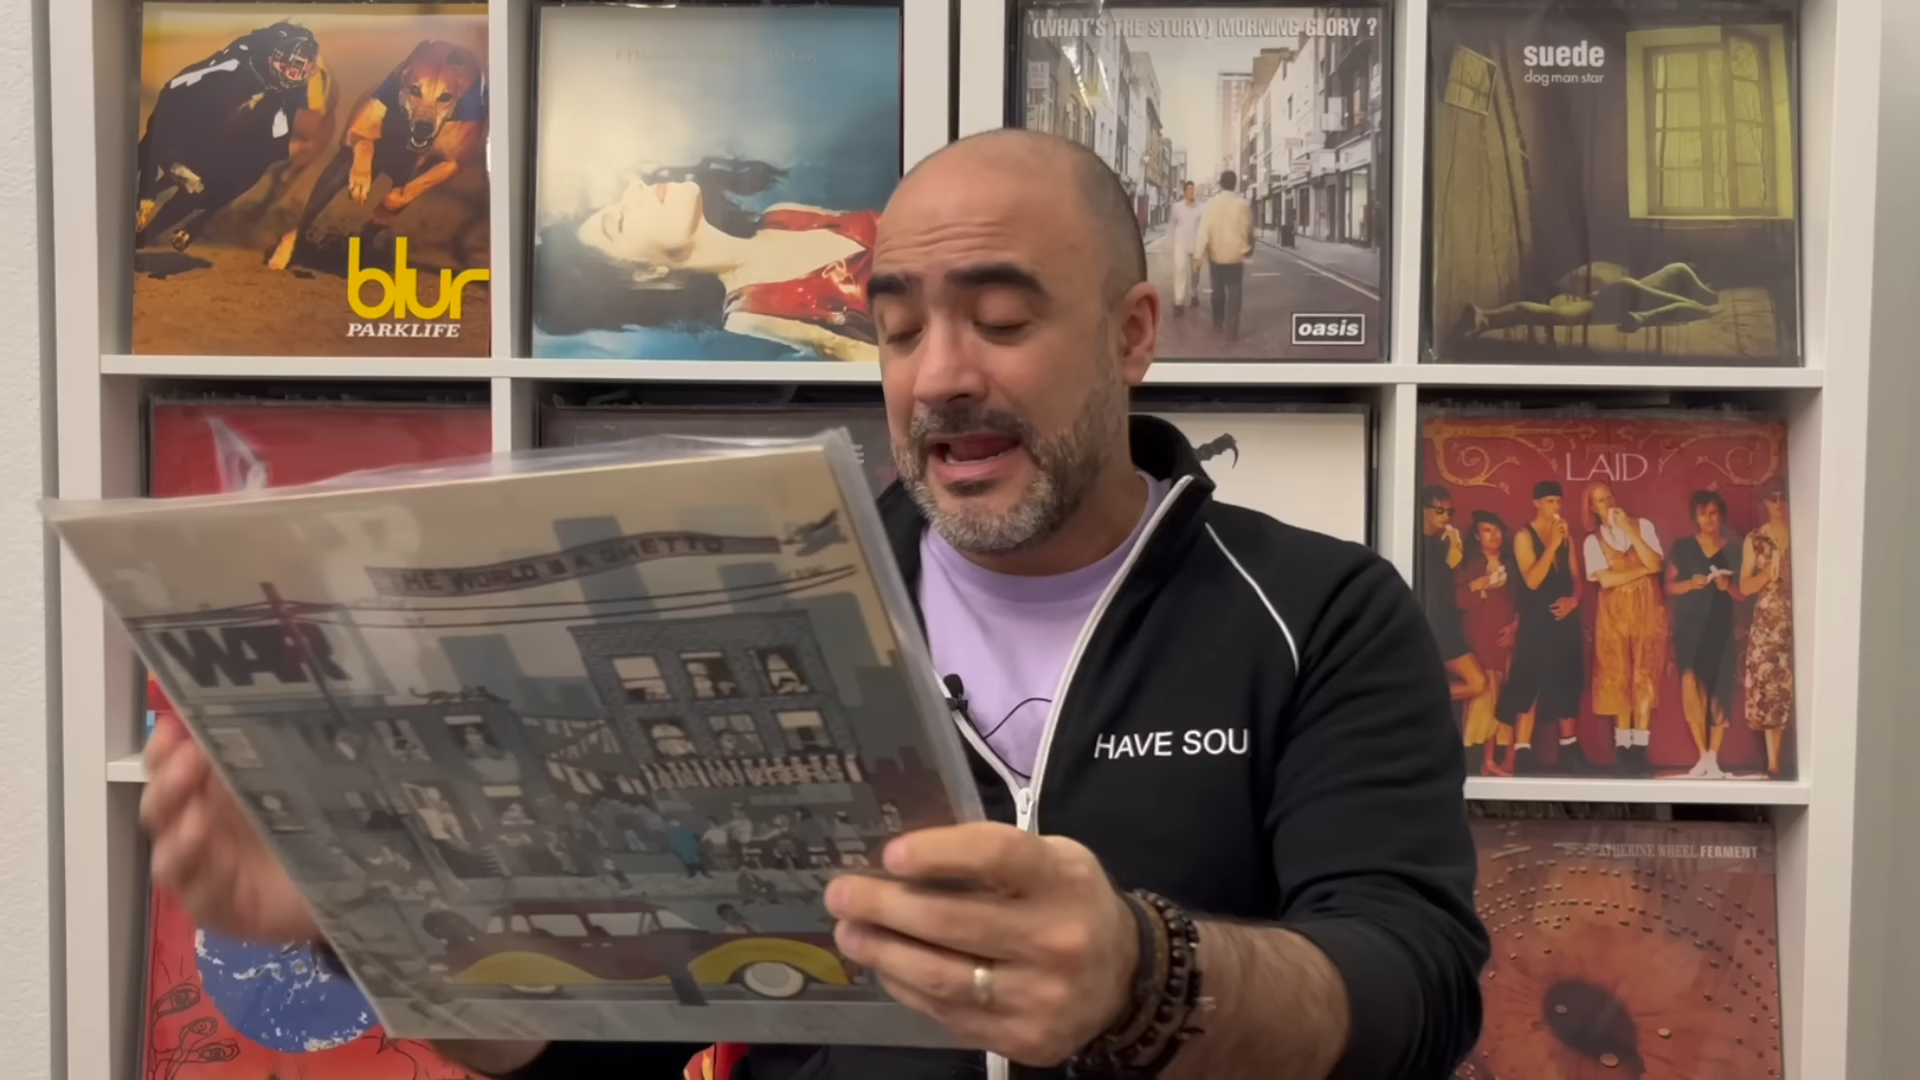 blur
PARKLIFE
(WHAT'S THE STORY) MORNING GLORY ?
oasis
suede
dog man star
THE WORLD IS A GHETTO
WAR
LAID
HAVE SOU
CATHERINE WHEEL FERMENT